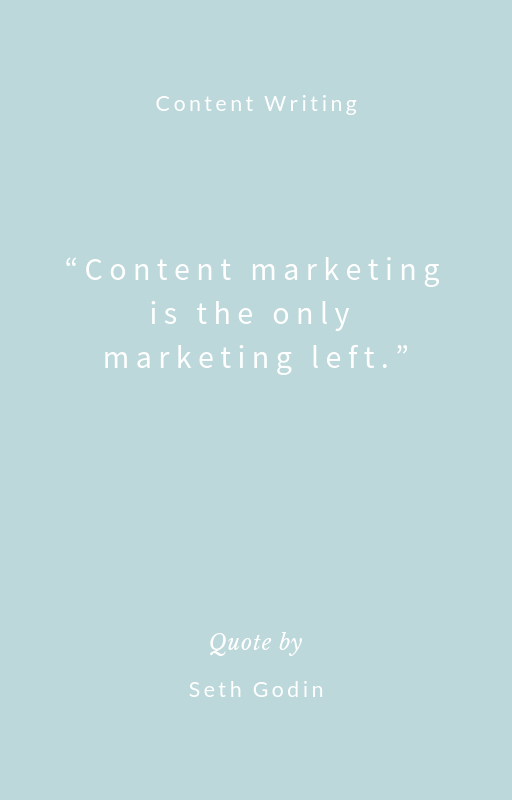 Content Writing
“Content marketing
is the only
marketing left.”
Quote by
Seth Godin